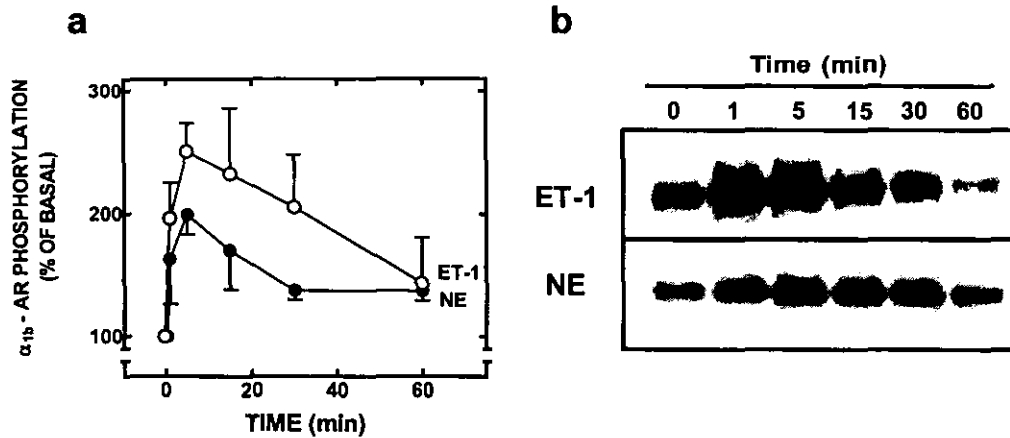 a
α1b - AR PHOSPHORYLATION
(% OF BASAL)
300
200
100
ET-1
NE
0 20 40 60
TIME (min)
b
Time (min)
0 1 5 15 30 60
ET-1
NE